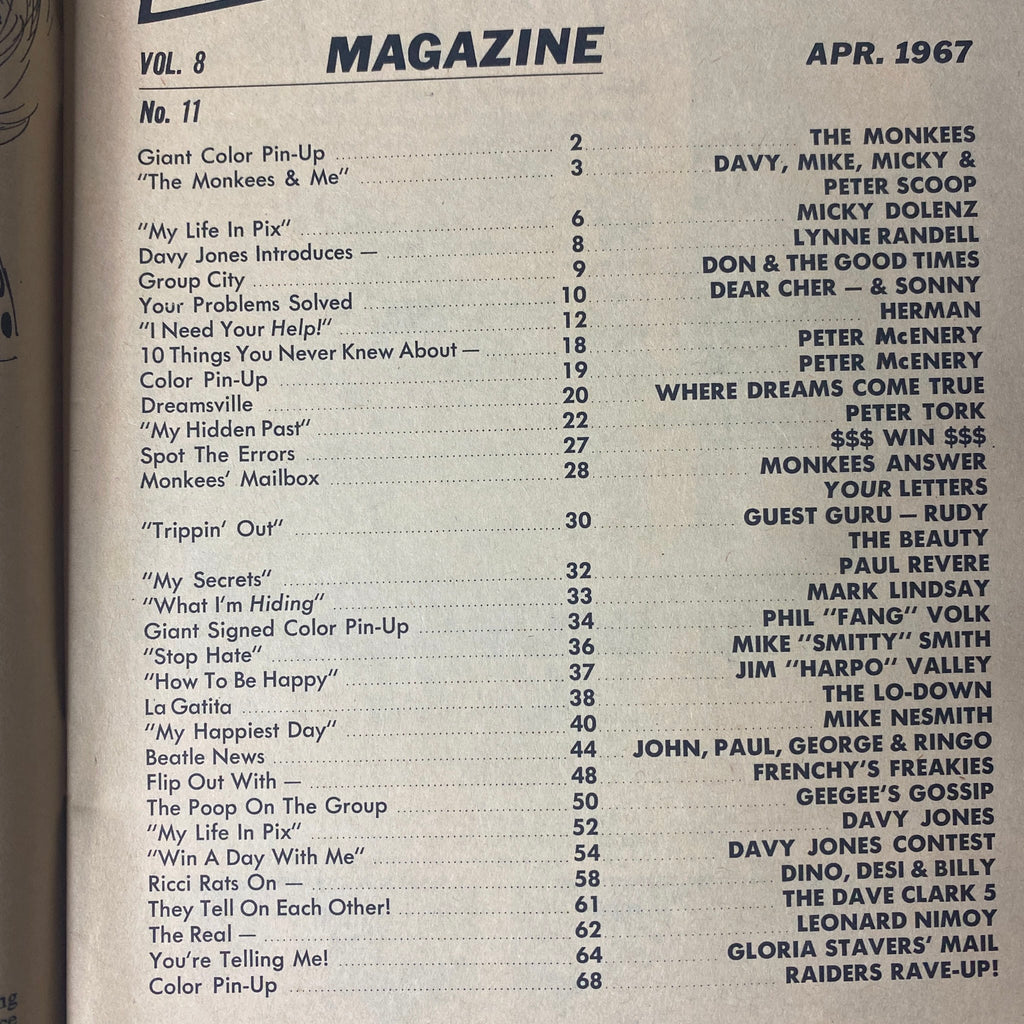 MAGAZINE
VOL. 8 APR. 1967
No. 11
Giant Color Pin-Up 2 THE MONKEES
"The Monkees & Me" 3 DAVY, MIKE, MICKY &
PETER SCOOP
"My Life In Pix" 6 MICKY DOLENZ
Davy Jones Introduces — 8 LYNNE RANDELL
Group City 9 DON & THE GOOD TIMES
Your Problems Solved 10 DEAR CHER — & SONNY
"I Need Your Help!" 12 HERMAN
10 Things You Never Knew About — 18 PETER McENERY
Color Pin-Up 19 PETER McENERY
Dreamsville 20 WHERE DREAMS COME TRUE
"My Hidden Past" 22 PETER TORK
Spot The Errors 27 $$$ WIN $$$
Monkees' Mailbox 28 MONKEES ANSWER
YOUR LETTERS
"Trippin' Out" 30 GUEST GURU — RUDY
THE BEAUTY
"My Secrets" 32 PAUL REVERE
"What I'm Hiding" 33 MARK LINDSAY
Giant Signed Color Pin-Up 34 PHIL "FANG" VOLK
"Stop Hate" 36 MIKE "SMITTY" SMITH
"How To Be Happy" 37 JIM "HARPO" VALLEY
La Gatita 38 THE LO-DOWN
"My Happiest Day" 40 MIKE NESMITH
Beatle News 44 JOHN, PAUL, GEORGE & RINGO
Flip Out With — 48 FRENCHY'S FREAKIES
The Poop On The Group 50 GEEGEE'S GOSSIP
"My Life In Pix" 52 DAVY JONES
"Win A Day With Me" 54 DAVY JONES CONTEST
Ricci Rats On — 58 DINO, DESI & BILLY
They Tell On Each Other! 61 THE DAVE CLARK 5
The Real — 62 LEONARD NIMOY
You're Telling Me! 64 GLORIA STAVERS' MAIL
Color Pin-Up 68 RAIDERS RAVE-UP!